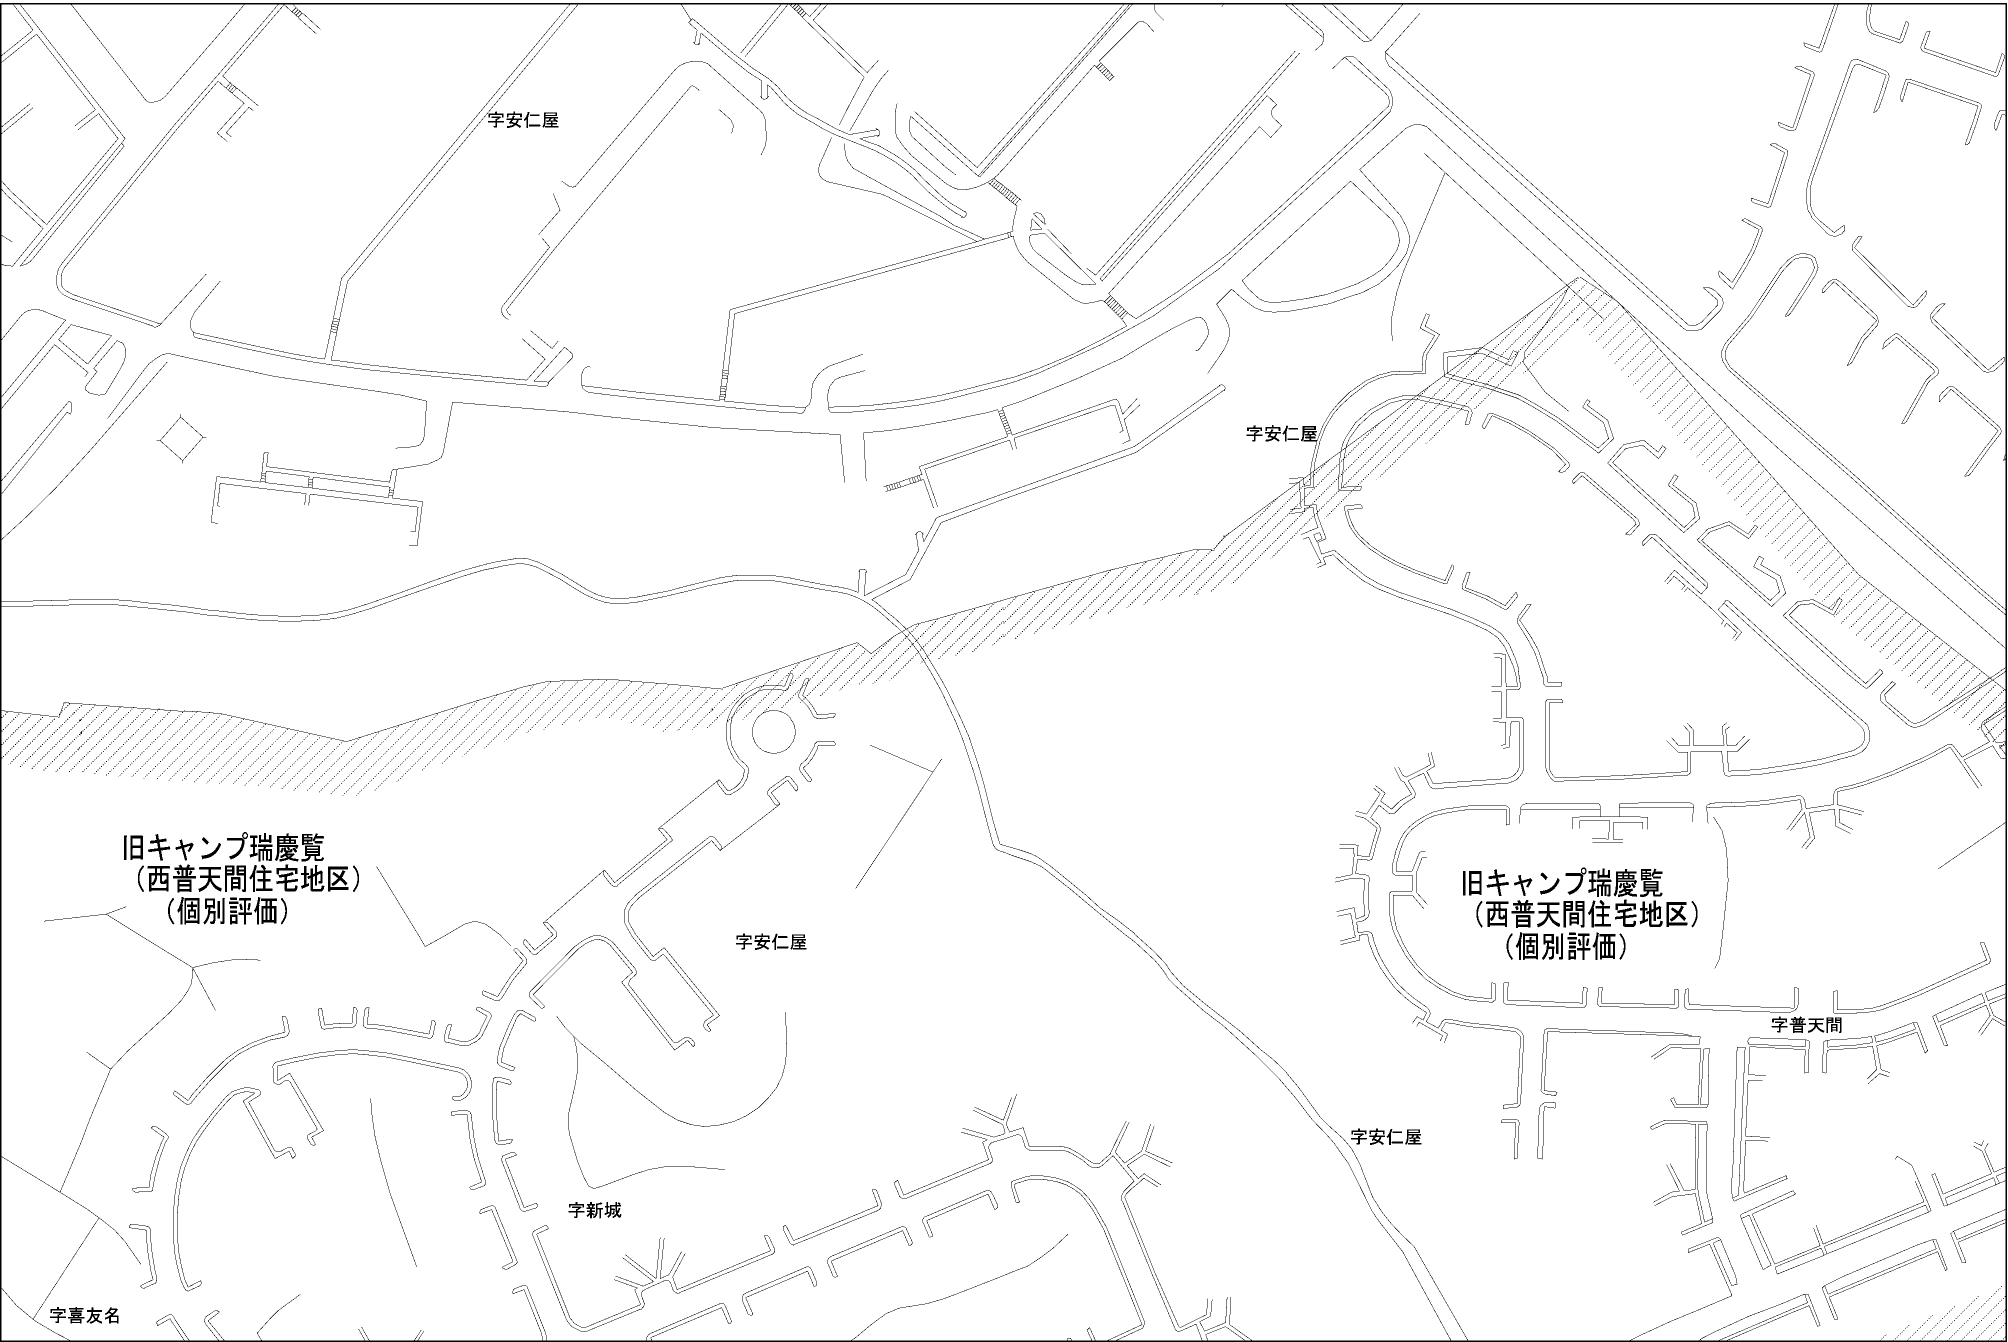 字安仁屋
字安仁屋
旧キャンプ瑞慶覧
(西普天間住宅地区)
(個別評価)
旧キャンプ瑞慶覧
(西普天間住宅地区)
(個別評価)
字安仁屋
字普天間
字安仁屋
字新城
字喜友名